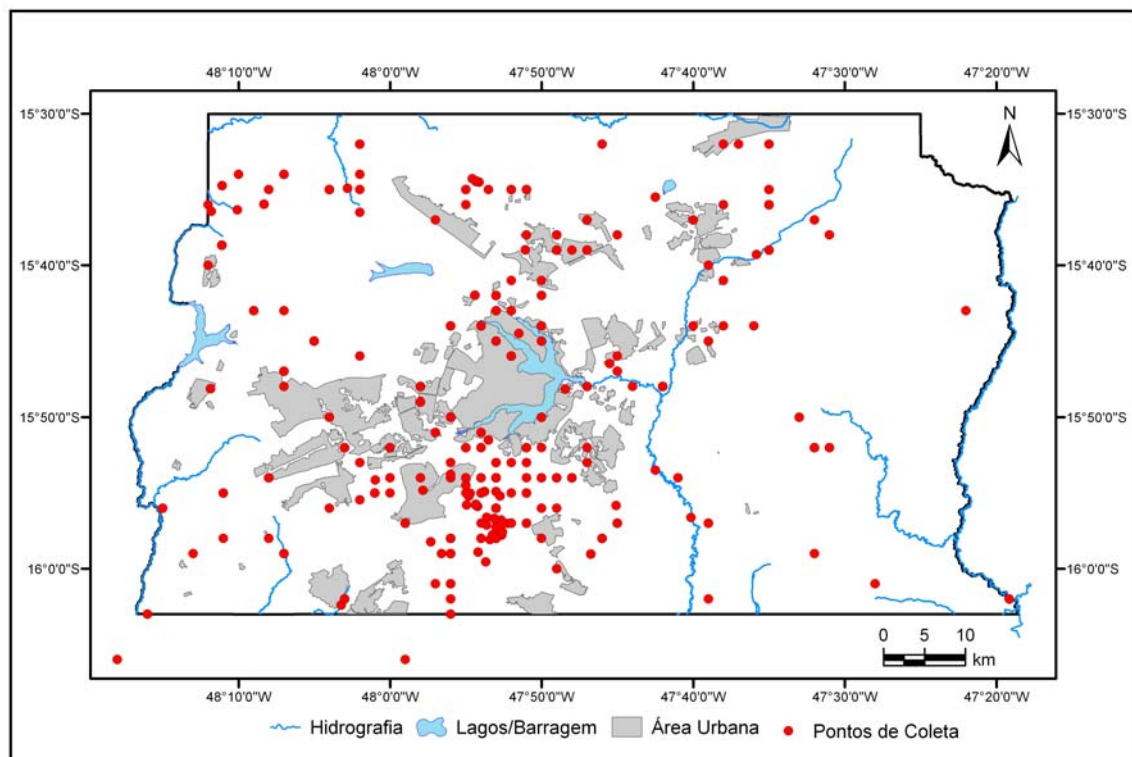 48°10'0"W 48°0'0"W 47°50'0"W 47°40'0"W 47°30'0"W 47°20'0"W
15°30'0"S 15°30'0"S
N
15°40'0"S 15°40'0"S
15°50'0"S 15°50'0"S
16°0'0"S 16°0'0"S
0 5 10
km
48°10'0"W 48°0'0"W 47°50'0"W 47°40'0"W 47°30'0"W 47°20'0"W
Hidrografia Lagos/Barragem Área Urbana Pontos de Coleta